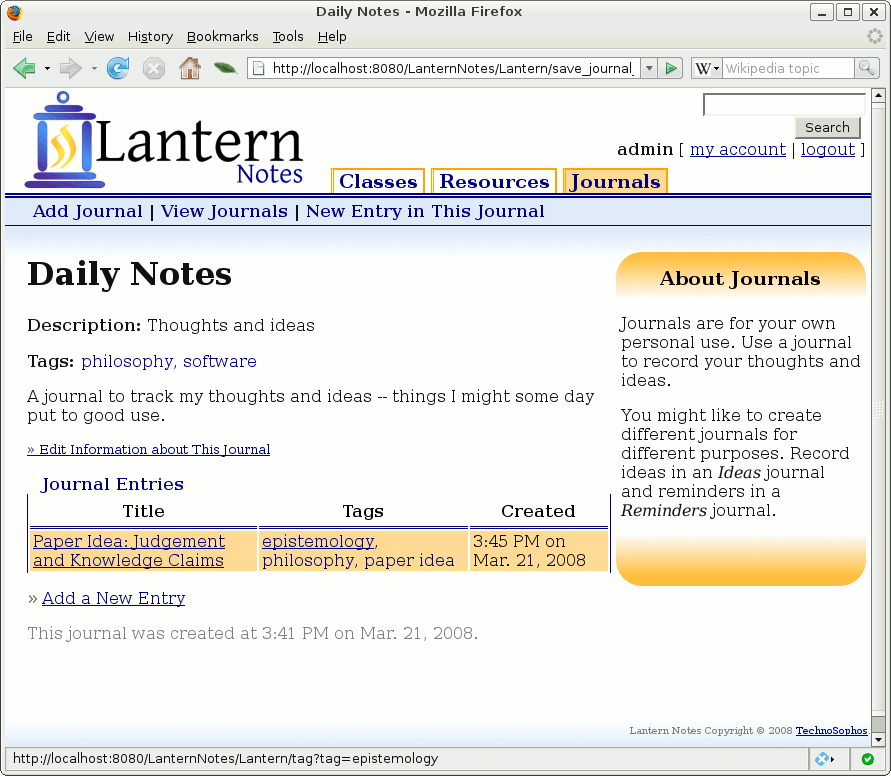 Daily Notes - Mozilla Firefox
File Edit View History Bookmarks Tools Help
http://localhost:8080/LanternNotes/Lantern/save_journal_
W Wikipedia topic
Lantern
Notes
Search
admin [ my account | logout ]
Classes Resources Journals
Add Journal | View Journals | New Entry in This Journal
Daily Notes
Description: Thoughts and ideas
Tags: philosophy, software
A journal to track my thoughts and ideas -- things I might some day
put to good use.
» Edit Information about This Journal
Journal Entries
Title Tags Created
Paper Idea: Judgement
and Knowledge Claims
epistemology,
philosophy, paper idea
3:45 PM on
Mar. 21, 2008
» Add a New Entry
This journal was created at 3:41 PM on Mar. 21, 2008.
About Journals
Journals are for your own
personal use. Use a journal
to record your thoughts and
ideas.
You might like to create
different journals for
different purposes. Record
ideas in an Ideas journal
and reminders in a
Reminders journal.
Lantern Notes Copyright © 2008 TechnoSophos.
http://localhost:8080/LanternNotes/Lantern/tag?tag=epistemology